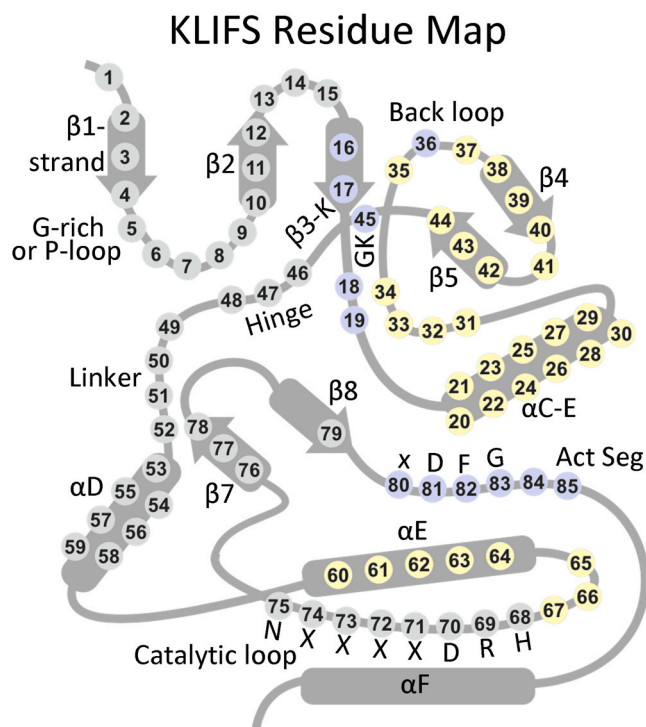 KLIFS Residue Map
1
2
β1-
3
strand
4
5
G-rich
or P-loop
6
7
8
9
10
11
β2
12
13
14
15
16
17
β3-K
18
19
Back loop
36
37
35
38
39
β4
40
41
45
GK
44
43
42
β5
34
33
32
31
30
29
28
27
26
25
24
23
22
21
20
αC-E
46
47
48
Hinge
49
50
Linker
51
52
53
αD
55
54
57
56
59
58
78
77
76
β7
β8
79
x D F G
Act Seg
80 81 82 83 84 85
αE
60 61 62 63 64
65
66
67
75 74 73 72 71 70 69 68
N X X X X D R H
Catalytic loop
αF